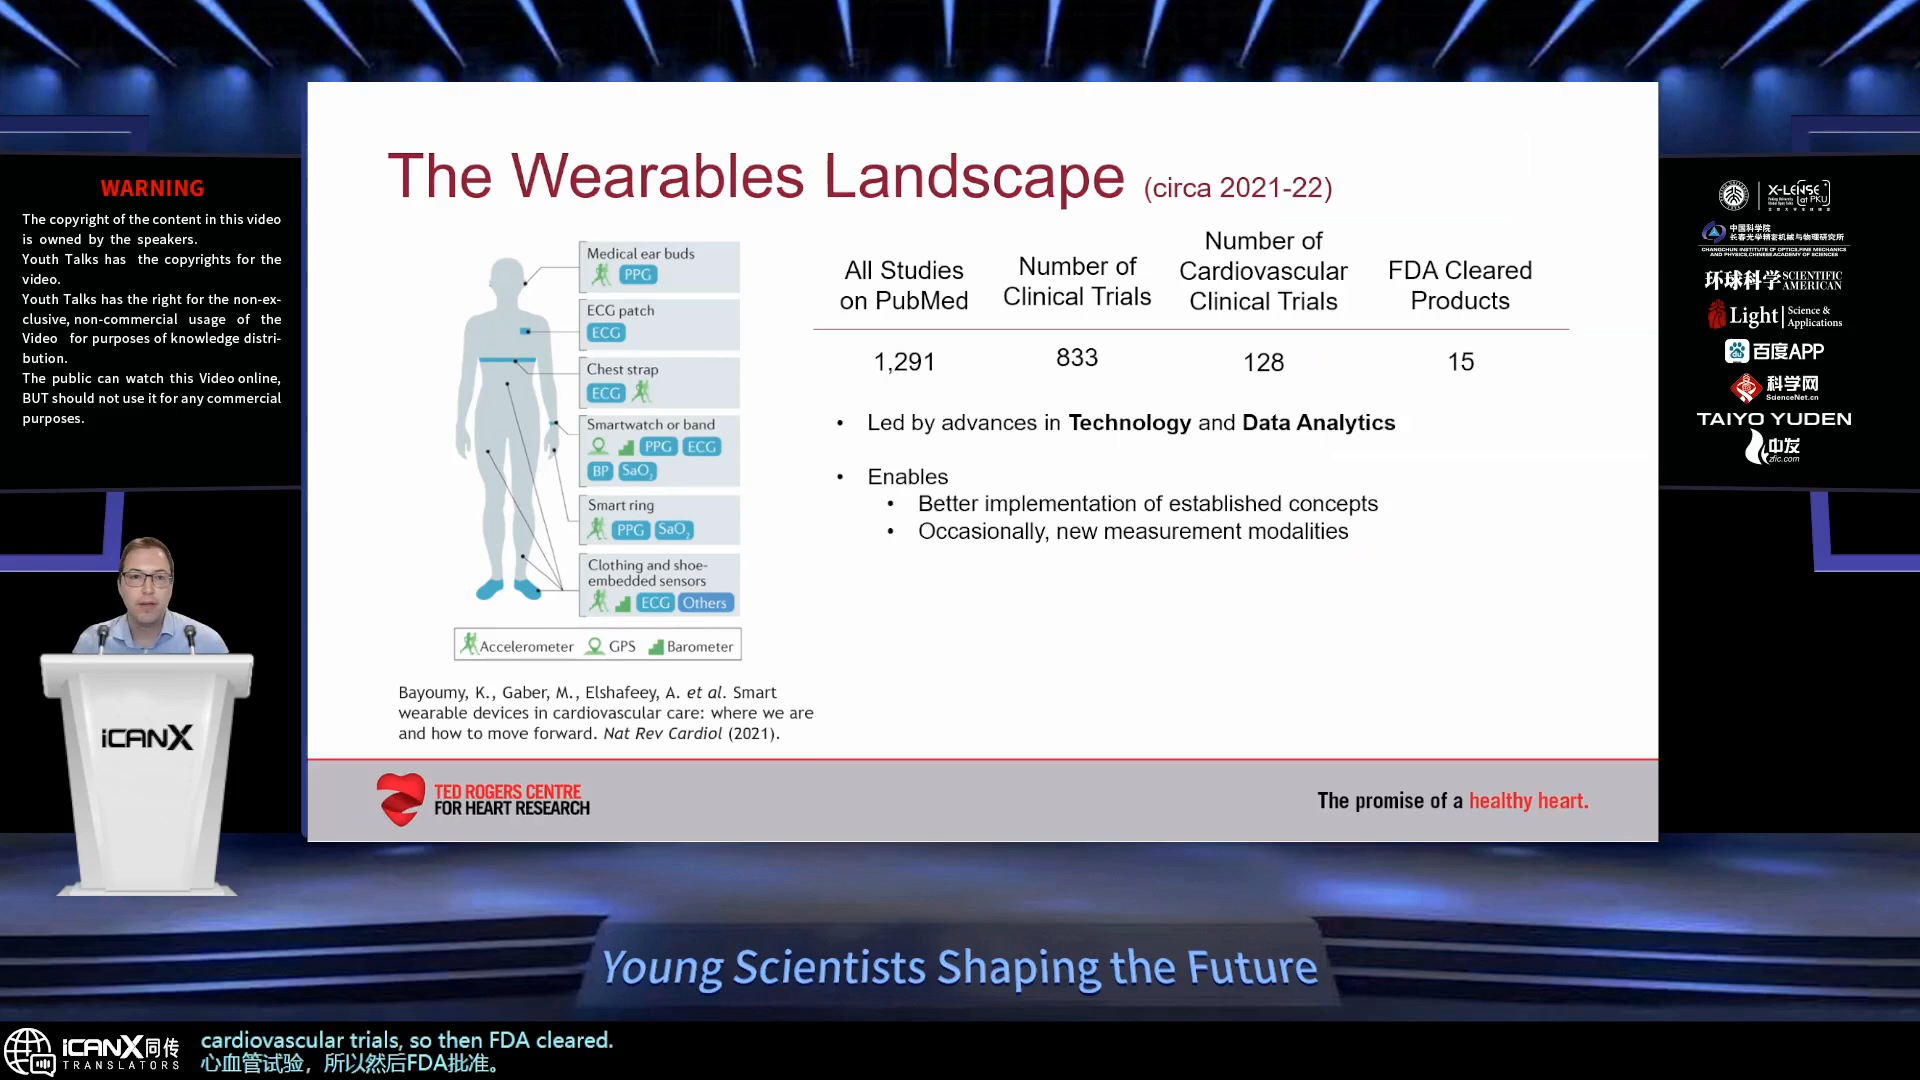 WARNING
The copyright of the content in this video
is owned by the speakers.
Youth Talks has the copyrights for the
video.
Youth Talks has the right for the non-ex-
clusive, non-commercial usage of the
Video for purposes of knowledge distri-
bution.
The public can watch this Video online,
BUT should not use it for any commercial
purposes.
The Wearables Landscape (circa 2021-22)
Medical ear buds
PPG
ECG patch
ECG
Chest strap
ECG
Smartwatch or band
PPG ECG
BP SaO2
Smart ring
PPG SaO2
Clothing and shoe-
embedded sensors
ECG Others
Accelerometer GPS Barometer
Bayoumy, K., Gaber, M., Elshafeey, A. et al. Smart
wearable devices in cardiovascular care: where we are
and how to move forward. Nat Rev Cardiol (2021).
All Studies
on PubMed
Number of
Clinical Trials
Number of
Cardiovascular
Clinical Trials
FDA Cleared
Products
1,291 833 128 15
• Led by advances in Technology and Data Analytics
• Enables
• Better implementation of established concepts
• Occasionally, new measurement modalities
TED ROGERS CENTRE
FOR HEART RESEARCH
The promise of a healthy heart.
X-LENSE
at PKU
中国科学院
长春光学精密机械与物理研究所
CHANGCHUN INSTITUTE OF OPTICS, FINE MECHANICS
AND PHYSICS, CHINESE ACADEMY OF SCIENCES
环球科学 SCIENTIFIC
AMERICAN
Light Science &
Applications
百度APP
科学网
ScienceNet.cn
TAIYO YUDEN
中发
zfic.com
iCANX
Young Scientists Shaping the Future
iCANX同传
TRANSLATORS
cardiovascular trials, so then FDA cleared.
心血管试验，所以然后FDA批准。